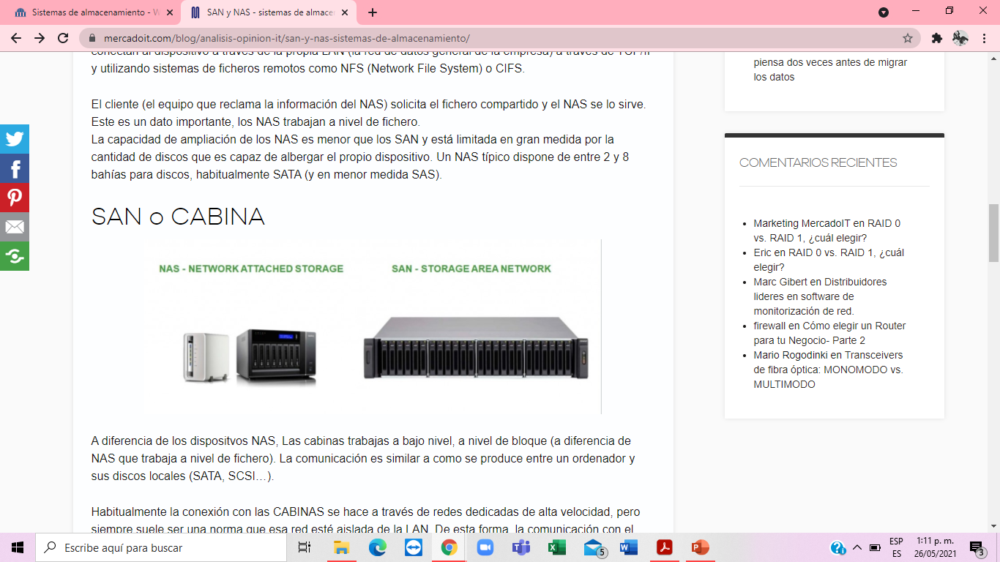 Sistemas de almacenamiento - W
SAN y NAS - sistemas de almacen
mercadoit.com/blog/analisis-opinion-it/san-y-nas-sistemas-de-almacenamiento/
conectan al dispositivo a través de la propia LAN (la red de datos general de la empresa) a través de TCP/IP
y utilizando sistemas de ficheros remotos como NFS (Network File System) o CIFS.
El cliente (el equipo que reclama la información del NAS) solicita el fichero compartido y el NAS se lo sirve.
Este es un dato importante, los NAS trabajan a nivel de fichero.
La capacidad de ampliación de los NAS es menor que los SAN y está limitada en gran medida por la
cantidad de discos que es capaz de albergar el propio dispositivo. Un NAS típico dispone de entre 2 y 8
bahías para discos, habitualmente SATA (y en menor medida SAS).
SAN o CABINA
NAS - NETWORK ATTACHED STORAGE
SAN - STORAGE AREA NETWORK
A diferencia de los dispositvos NAS, Las cabinas trabajas a bajo nivel, a nivel de bloque (a diferencia de
NAS que trabaja a nivel de fichero). La comunicación es similar a como se produce entre un ordenador y
sus discos locales (SATA, SCSI…).
Habitualmente la conexión con las CABINAS se hace a través de redes dedicadas de alta velocidad, pero
siempre suele ser una norma que esa red esté aislada de la LAN. De esta forma, la comunicación con el
piensa dos veces antes de migrar
los datos
COMENTARIOS RECIENTES
Marketing MercadoIT en RAID 0
vs. RAID 1, ¿cuál elegir?
Eric en RAID 0 vs. RAID 1, ¿cuál
elegir?
Marc Gibert en Distribuidores
lideres en software de
monitorización de red.
firewall en Cómo elegir un Router
para tu Negocio- Parte 2
Mario Rogodinki en Transceivers
de fibra óptica: MONOMODO vs.
MULTIMODO
Escribe aquí para buscar
5
ESP
ES
1:11 p. m.
26/05/2021
3